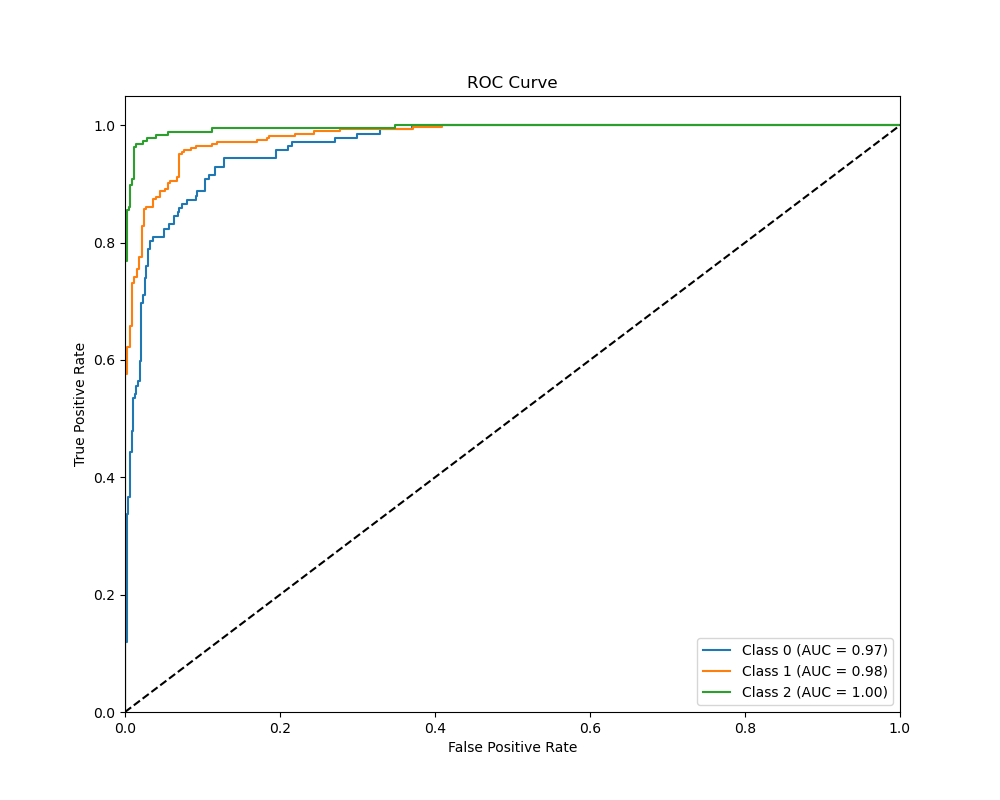 ROC Curve
True Positive Rate
1.0
0.8
0.6
0.4
0.2
0.0
0.0 0.2 0.4 0.6 0.8 1.0
False Positive Rate
Class 0 (AUC = 0.97)
Class 1 (AUC = 0.98)
Class 2 (AUC = 1.00)